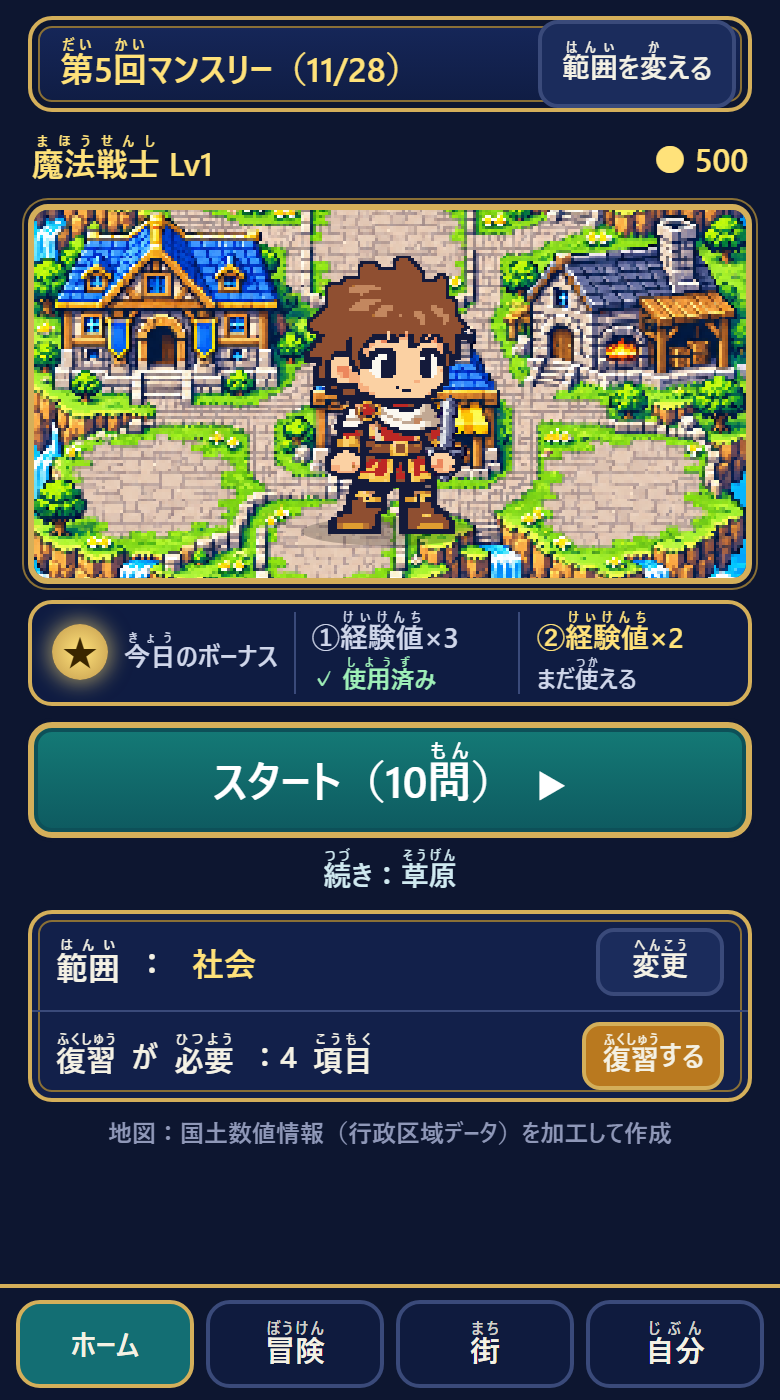 だい かい
第5回マンスリー（11/28）
はんい か
範囲を変える
まほうせんし
魔法戦士 Lv1
500
きょう
今日のボーナス
けいけんち
①経験値×3
しようず
✓ 使用済み
けいけんち
②経験値×2
つか
まだ使える
もん
スタート（10問） ▶
つづ そうげん
続き：草原
はんい
範囲 ： 社会
へんこう
変更
ふくしゅう ひつよう こうもく
復習 が 必要 ：4 項目
ふくしゅう
復習する
地図：国土数値情報（行政区域データ）を加工して作成
ホーム
ぼうけん
冒険
まち
街
じぶん
自分